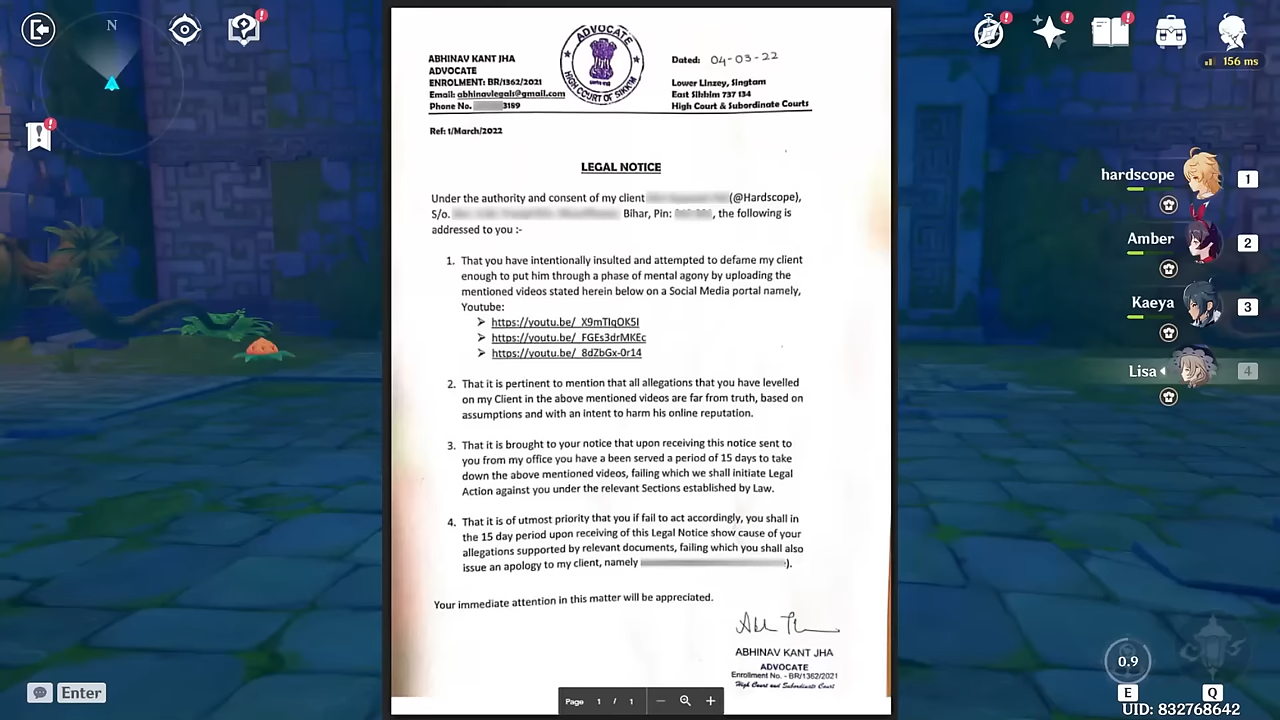 N
156 ms
ABHINAV KANT JHA
ADVOCATE
ENROLMENT: BR/1362/2021
Email: abhinavlegal1@gmail.com
Phone No. 3189
ADVOCATE
HIGH COURT OF SIKKIM
Dated: 04-03-22
Lower Linzey, Singtam
East Sikkim 737 134
High Court & Subordinate Courts
Ref: 1/March/2022
LEGAL NOTICE
Under the authority and consent of my client (@Hardscope),
S/o. Bihar, Pin: , the following is
addressed to you :-
1. That you have intentionally insulted and attempted to defame my client
enough to put him through a phase of mental agony by uploading the
mentioned videos stated herein below on a Social Media portal namely,
Youtube:
➢ https://youtu.be/_X9mTIqOK5I
➢ https://youtu.be/_FGEs3drMKEc
➢ https://youtu.be/_8dZbGx-0r14
2. That it is pertinent to mention that all allegations that you have levelled
on my Client in the above mentioned videos are far from truth, based on
assumptions and with an intent to harm his online reputation.
3. That it is brought to your notice that upon receiving this notice sent to
you from my office you have a been served a period of 15 days to take
down the above mentioned videos, failing which we shall initiate Legal
Action against you under the relevant Sections established by Law.
4. That it is of utmost priority that you if fail to act accordingly, you shall in
the 15 day period upon receiving of this Legal Notice show cause of your
allegations supported by relevant documents, failing which you shall also
issue an apology to my client, namely ).
Your immediate attention in this matter will be appreciated.
ABHINAV KANT JHA
ADVOCATE
Enrollment No. - BR/1362/2021
High Court and Subordinate Court
Page 1 / 1
hardscope 1
Amber 2
Kaeya 3
Lisa 4
Enter
0.9
E
Q
UID: 832768642